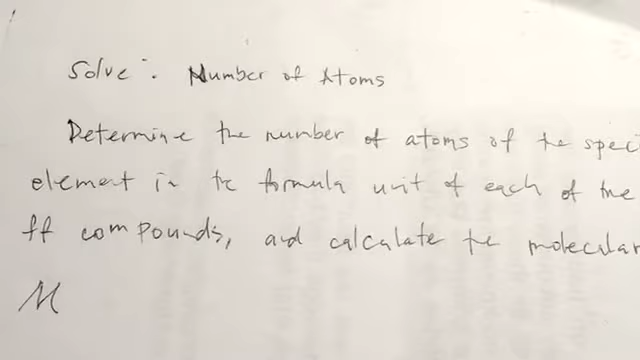 Solve: Number of Atoms
Determine the number of atoms of the speci
element in the formula unit of each of the
ff compounds, and calculate the molecular
M